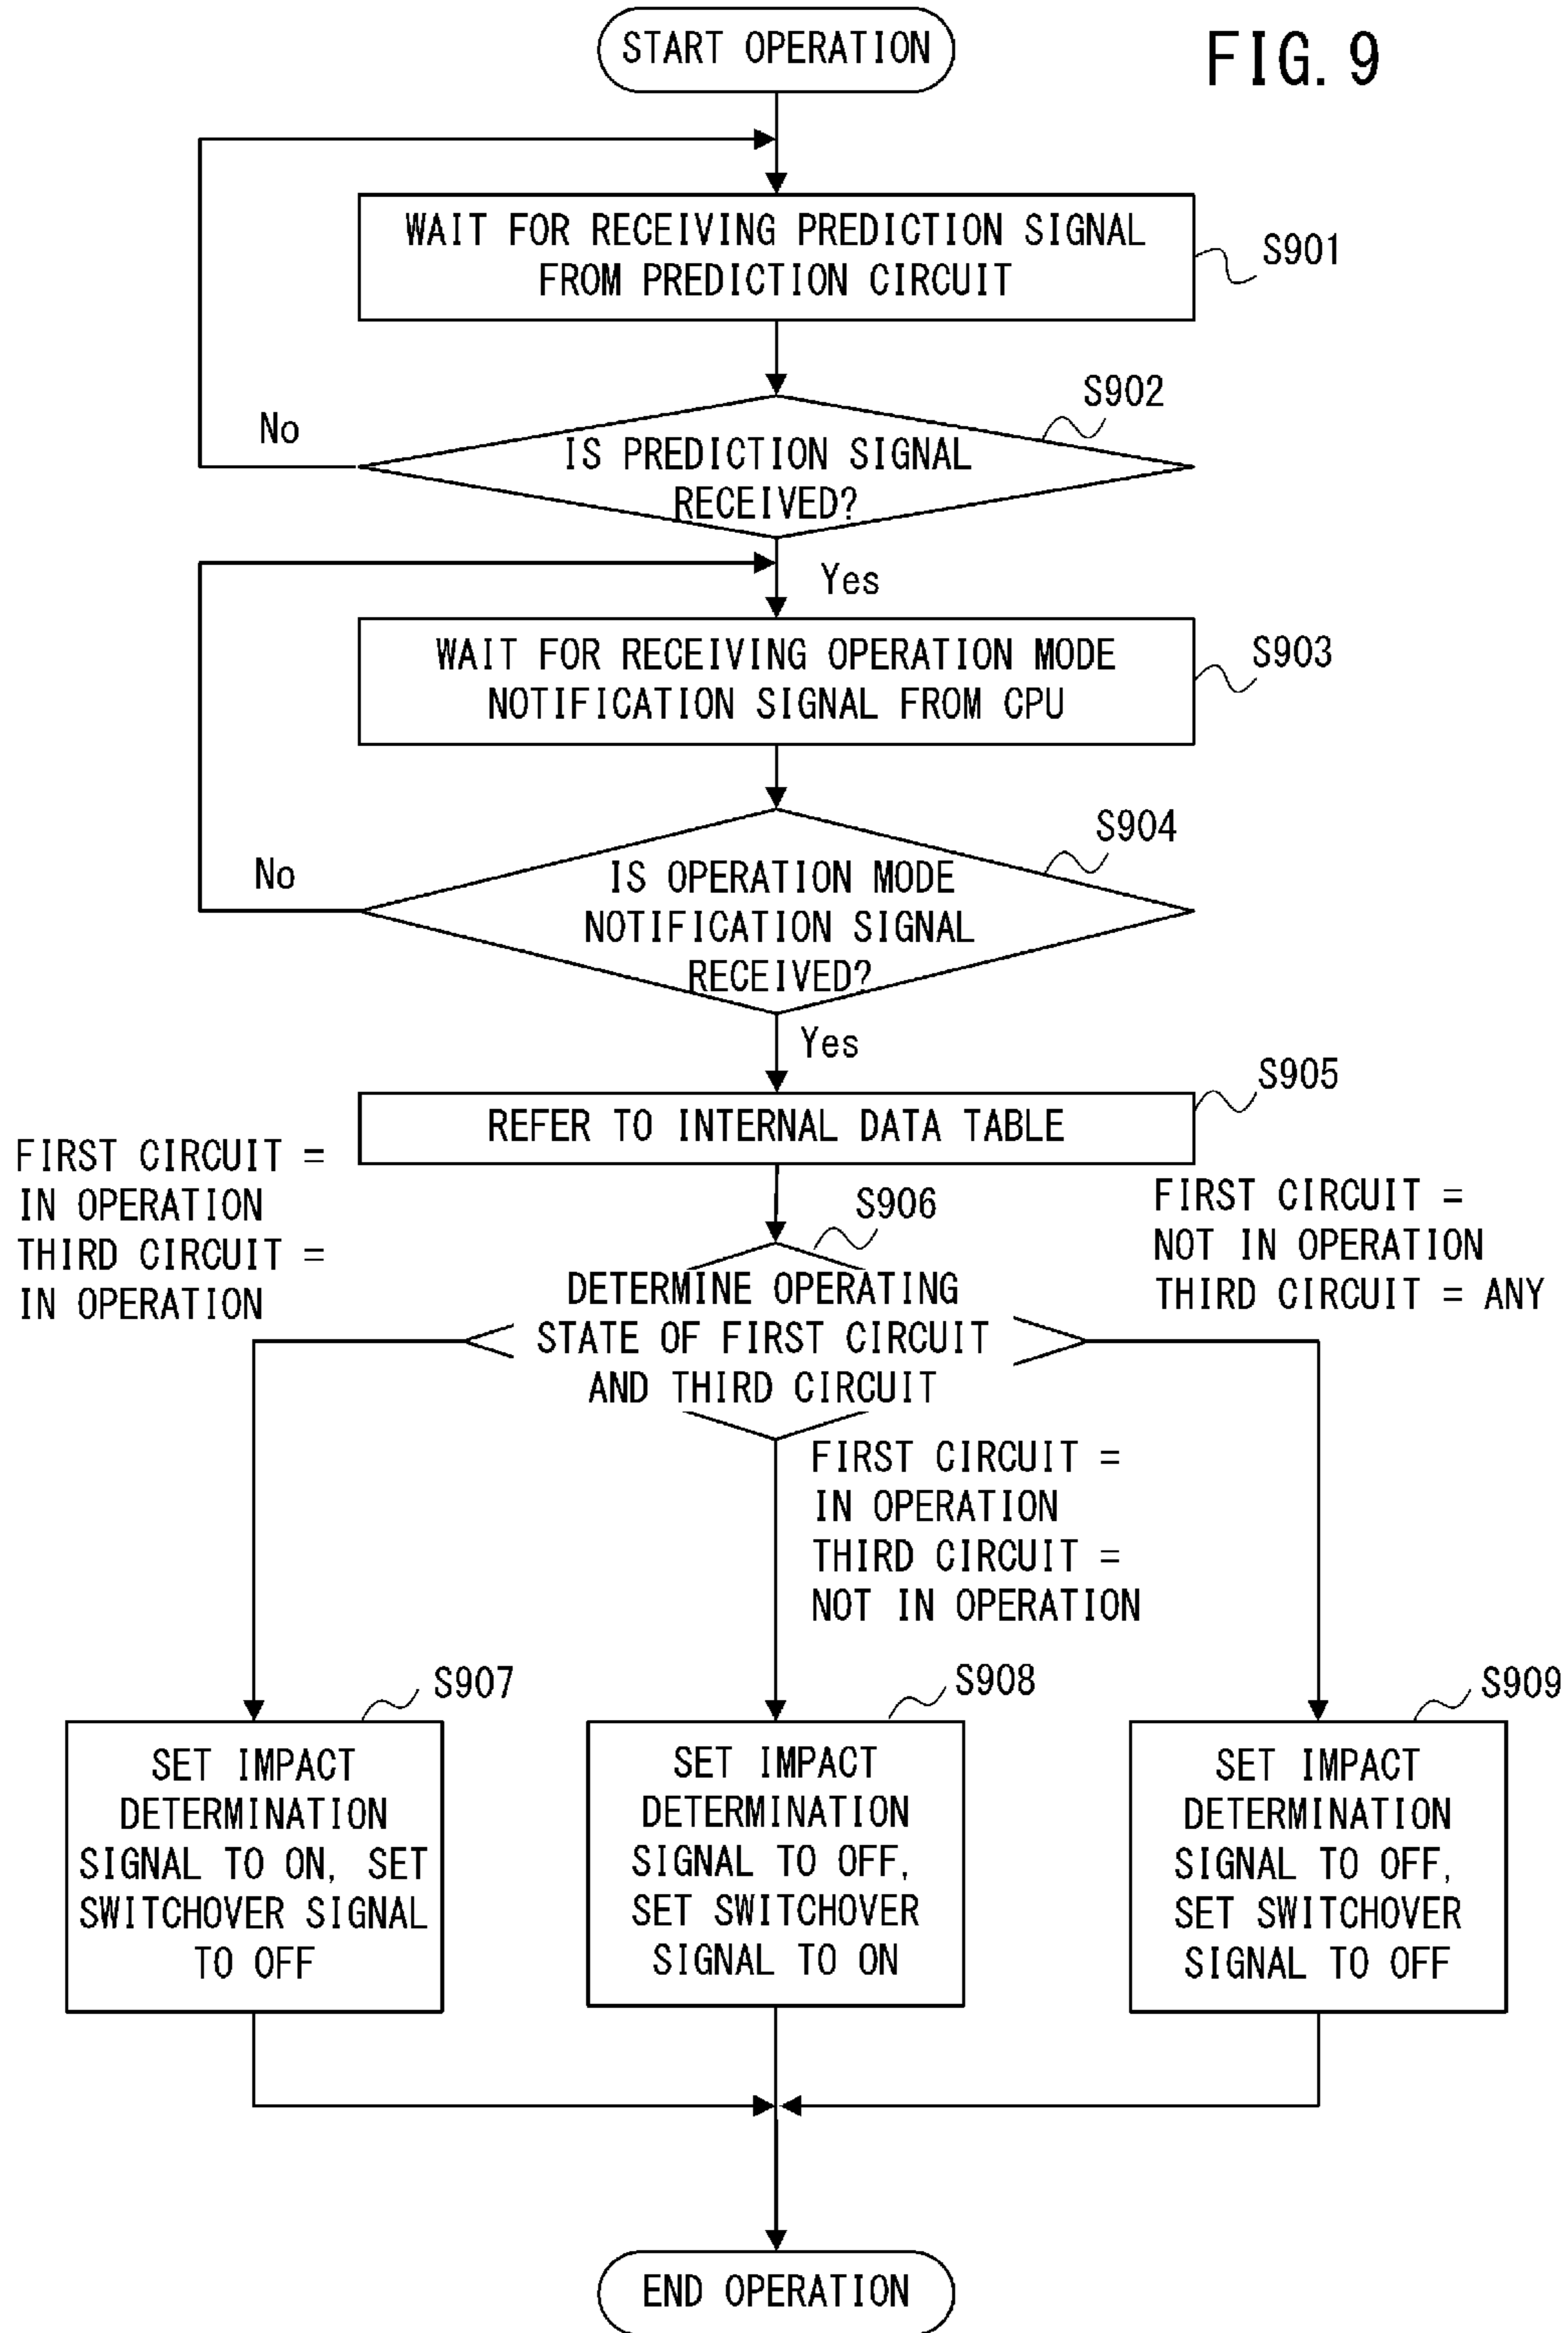 START OPERATION
FIG. 9
WAIT FOR RECEIVING PREDICTION SIGNAL
FROM PREDICTION CIRCUIT
S901
S902
No
IS PREDICTION SIGNAL
RECEIVED?
Yes
WAIT FOR RECEIVING OPERATION MODE
NOTIFICATION SIGNAL FROM CPU
S903
S904
No
IS OPERATION MODE
NOTIFICATION SIGNAL
RECEIVED?
Yes
S905
REFER TO INTERNAL DATA TABLE
FIRST CIRCUIT =
IN OPERATION
THIRD CIRCUIT =
IN OPERATION
S906
FIRST CIRCUIT =
NOT IN OPERATION
THIRD CIRCUIT = ANY
DETERMINE OPERATING
STATE OF FIRST CIRCUIT
AND THIRD CIRCUIT
FIRST CIRCUIT =
IN OPERATION
THIRD CIRCUIT =
NOT IN OPERATION
S907
SET IMPACT
DETERMINATION
SIGNAL TO ON, SET
SWITCHOVER SIGNAL
TO OFF
S908
SET IMPACT
DETERMINATION
SIGNAL TO OFF,
SET SWITCHOVER
SIGNAL TO ON
S909
SET IMPACT
DETERMINATION
SIGNAL TO OFF,
SET SWITCHOVER
SIGNAL TO OFF
END OPERATION